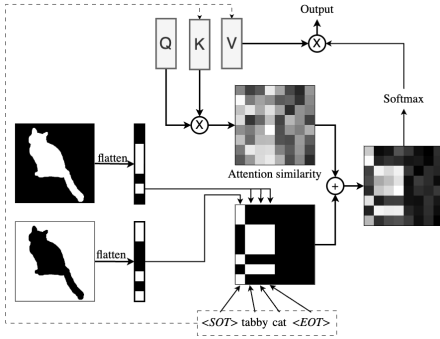 Output
Q K V X
X
Softmax
flatten
Attention similarity
+
flatten
<SOT> tabby cat <EOT>